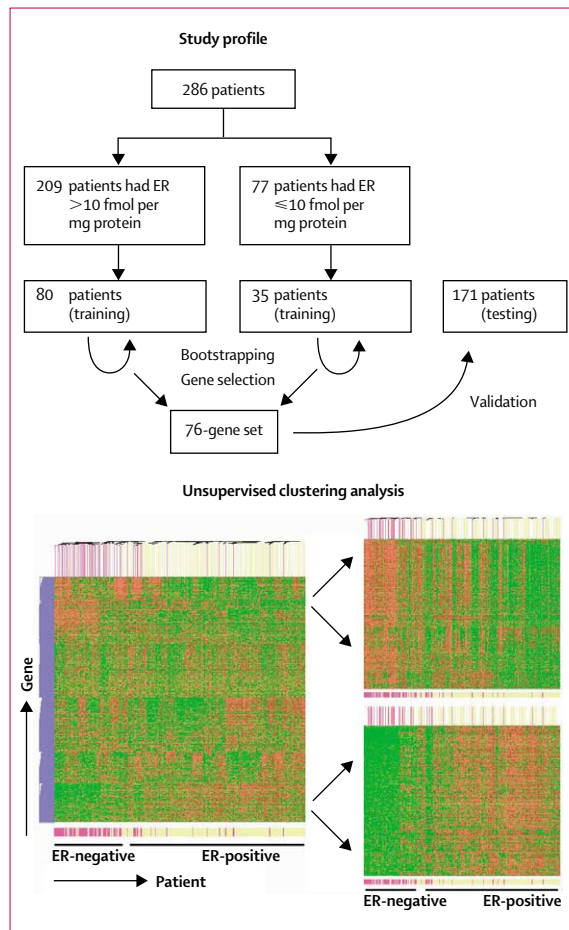 Study profile
286 patients
209 patients had ER
>10 fmol per
mg protein
77 patients had ER
≤10 fmol per
mg protein
80 patients
(training)
35 patients
(training)
171 patients
(testing)
Bootstrapping
Gene selection
Validation
76-gene set
Unsupervised clustering analysis
Gene
ER-negative
ER-positive
Patient
ER-negative
ER-positive